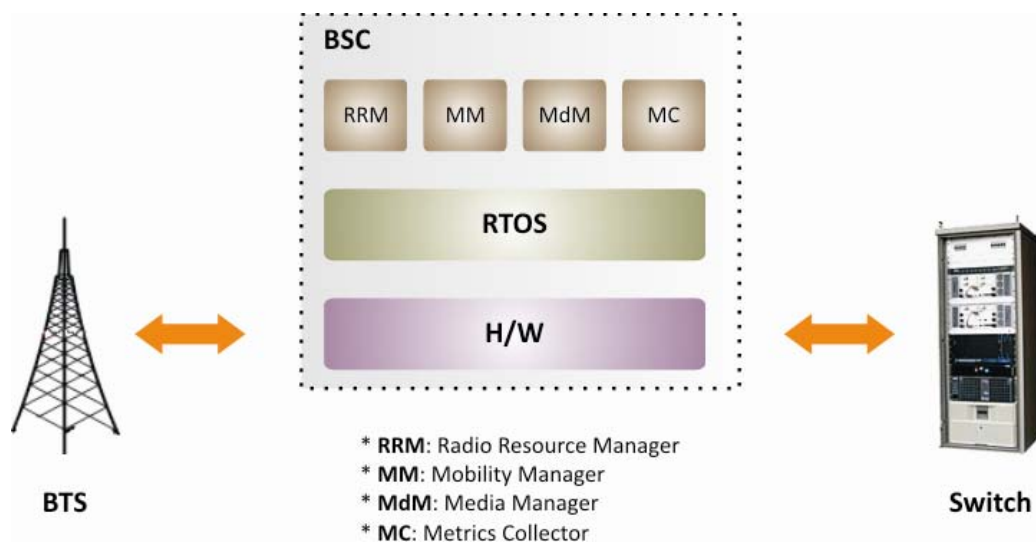 BSC
RRM MM MdM MC
RTOS
H/W
* RRM: Radio Resource Manager
* MM: Mobility Manager
* MdM: Media Manager
* MC: Metrics Collector
BTS
Switch